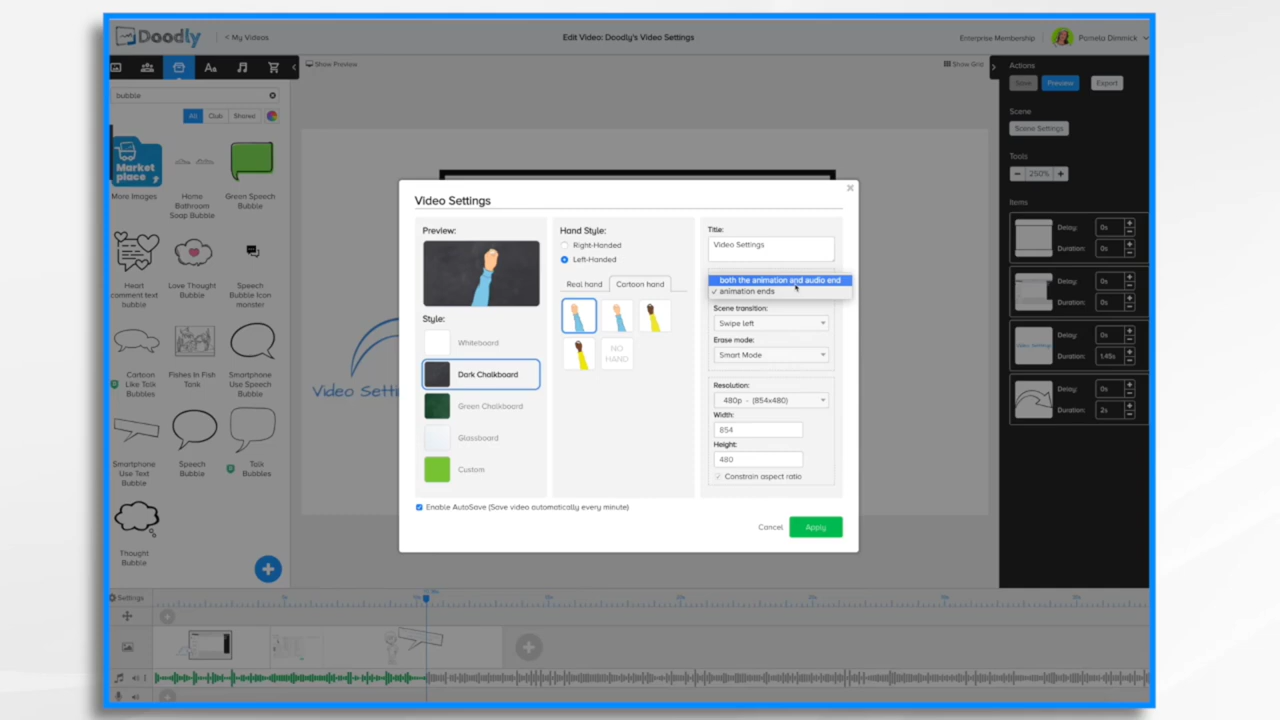 Doodly
< My Videos
Edit Video: Doodly's Video Settings
Enterprise Membership
Pamela Dimmick
Show Preview
Show Grid
Actions
Save
Preview
Export
Scene
Scene Settings
Tools
250%
Items
Delay:
0s
Duration:
0s
Delay:
0s
Duration:
0s
Delay:
0s
Duration:
1.45s
Delay:
0s
Duration:
2s
bubble
All
Club
Shared
Market
place
More Images
Home
Bathroom
Soap Bubble
Green Speech
Bubble
Heart
comment text
bubble
Love Thought
Bubble
Speech
Bubble Icon
monster
Cartoon
Like Talk
Bubbles
Fishes In Fish
Tank
Smartphone
Use Speech
Bubble
Smartphone
Use Text
Bubble
Speech
Bubble
Talk
Bubbles
Thought
Bubble
Video Setti
Video Settings
Preview:
Style:
Whiteboard
Dark Chalkboard
Green Chalkboard
Glassboard
Custom
Hand Style:
Right-Handed
Left-Handed
Real hand
Cartoon hand
NO
HAND
Title:
Video Settings
both the animation and audio end
✓ animation ends
Scene transition:
Swipe left
Erase mode:
Smart Mode
Resolution:
480p - (854x480)
Width:
854
Height:
480
Constrain aspect ratio
Enable AutoSave (Save video automatically every minute)
Cancel
Apply
Settings